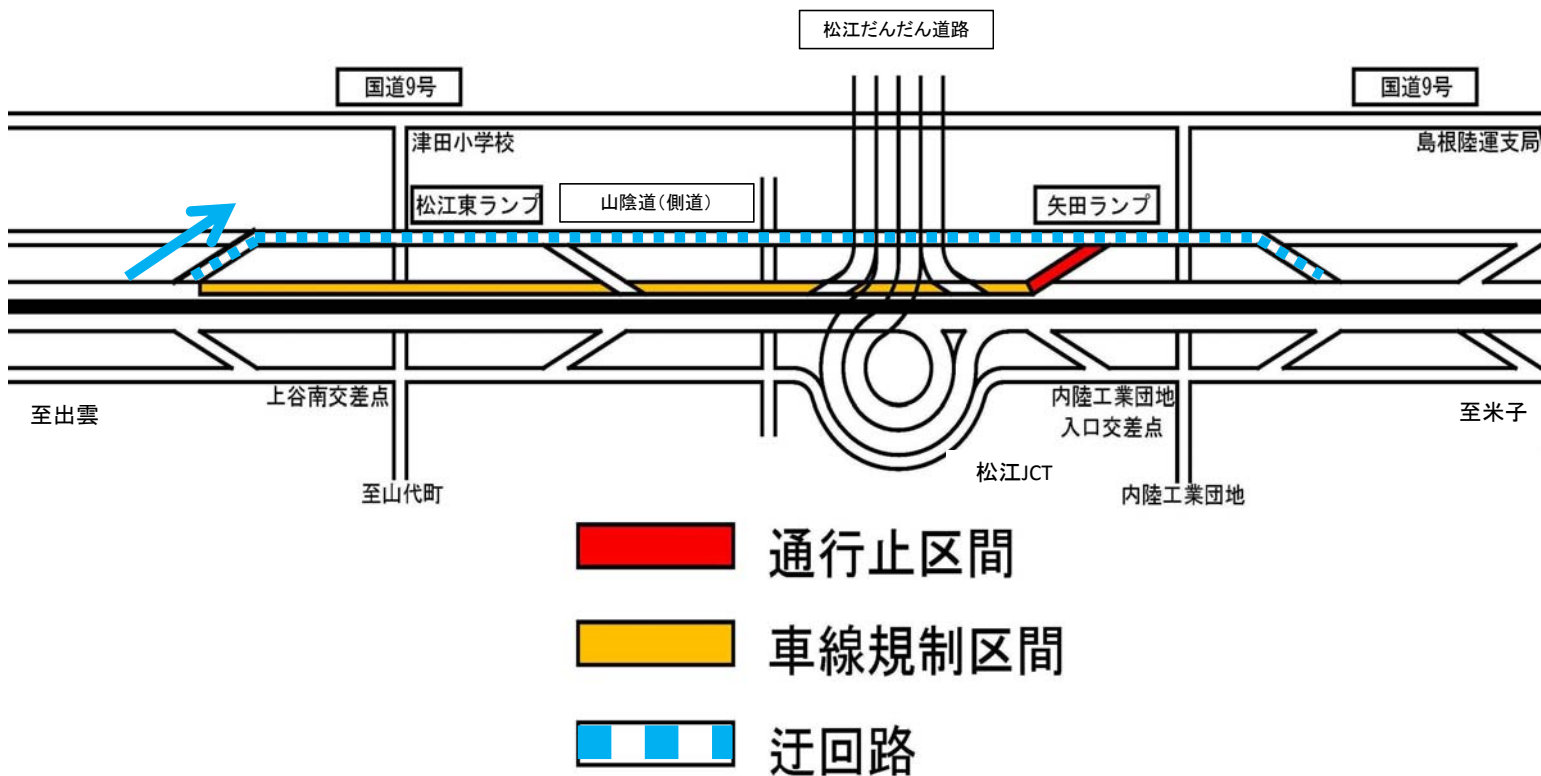 松江だんだん道路
国道9号
国道9号
津田小学校
島根陸運支局
松江東ランプ
山陰道（側道）
矢田ランプ
上谷南交差点
内陸工業団地
入口交差点
至出雲
至米子
松江JCT
至山代町
内陸工業団地
通行止区間
車線規制区間
迂回路